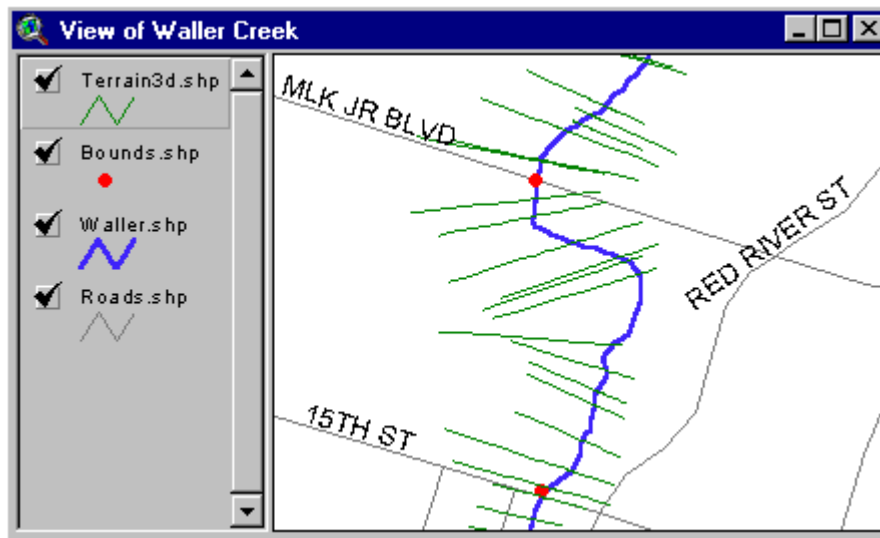 View of Waller Creek
Terrain3d.shp
Bounds.shp
Waller.shp
Roads.shp
MLK JR BLVD
RED RIVER ST
15TH ST